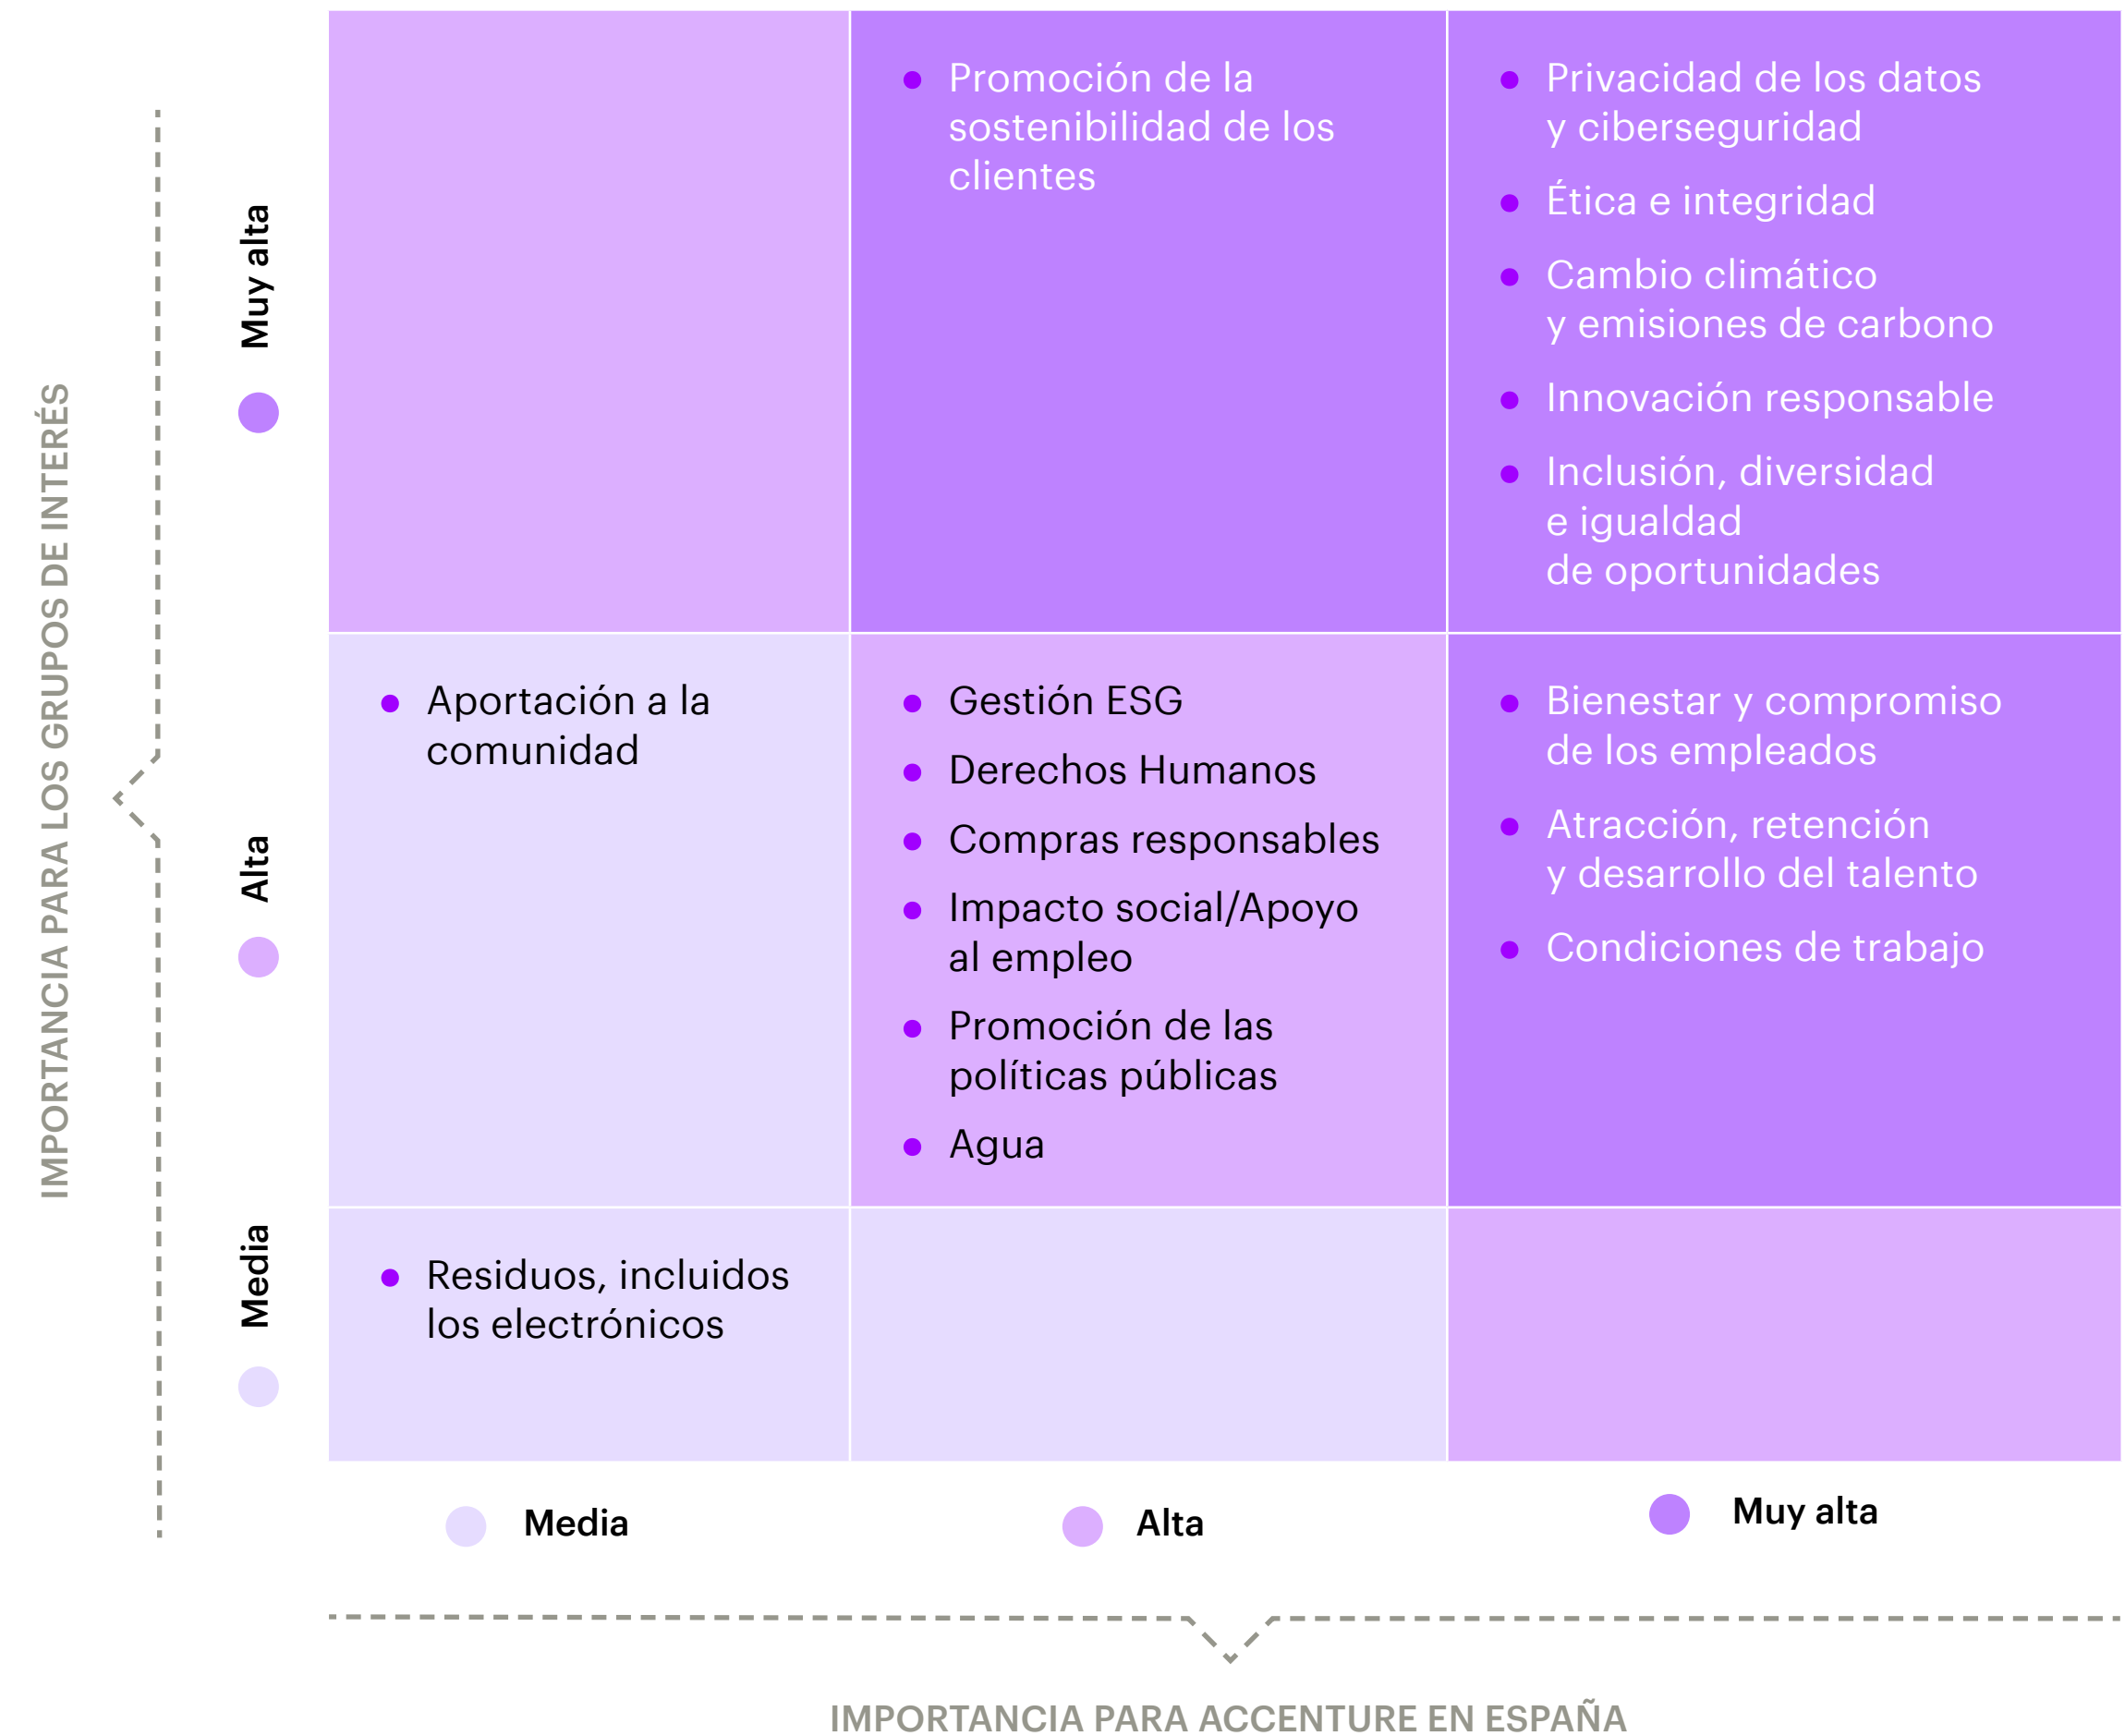 IMPORTANCIA PARA LOS GRUPOS DE INTERÉS
Muy alta
Promoción de la
sostenibilidad de los
clientes
Privacidad de los datos
y ciberseguridad
Ética e integridad
Cambio climático
y emisiones de carbono
Innovación responsable
Inclusión, diversidad
e igualdad
de oportunidades
Alta
Aportación a la
comunidad
Gestión ESG
Derechos Humanos
Compras responsables
Impacto social/Apoyo
al empleo
Promoción de las
políticas públicas
Agua
Bienestar y compromiso
de los empleados
Atracción, retención
y desarrollo del talento
Condiciones de trabajo
Media
Residuos, incluidos
los electrónicos
Media
Alta
Muy alta
IMPORTANCIA PARA ACCENTURE EN ESPAÑA